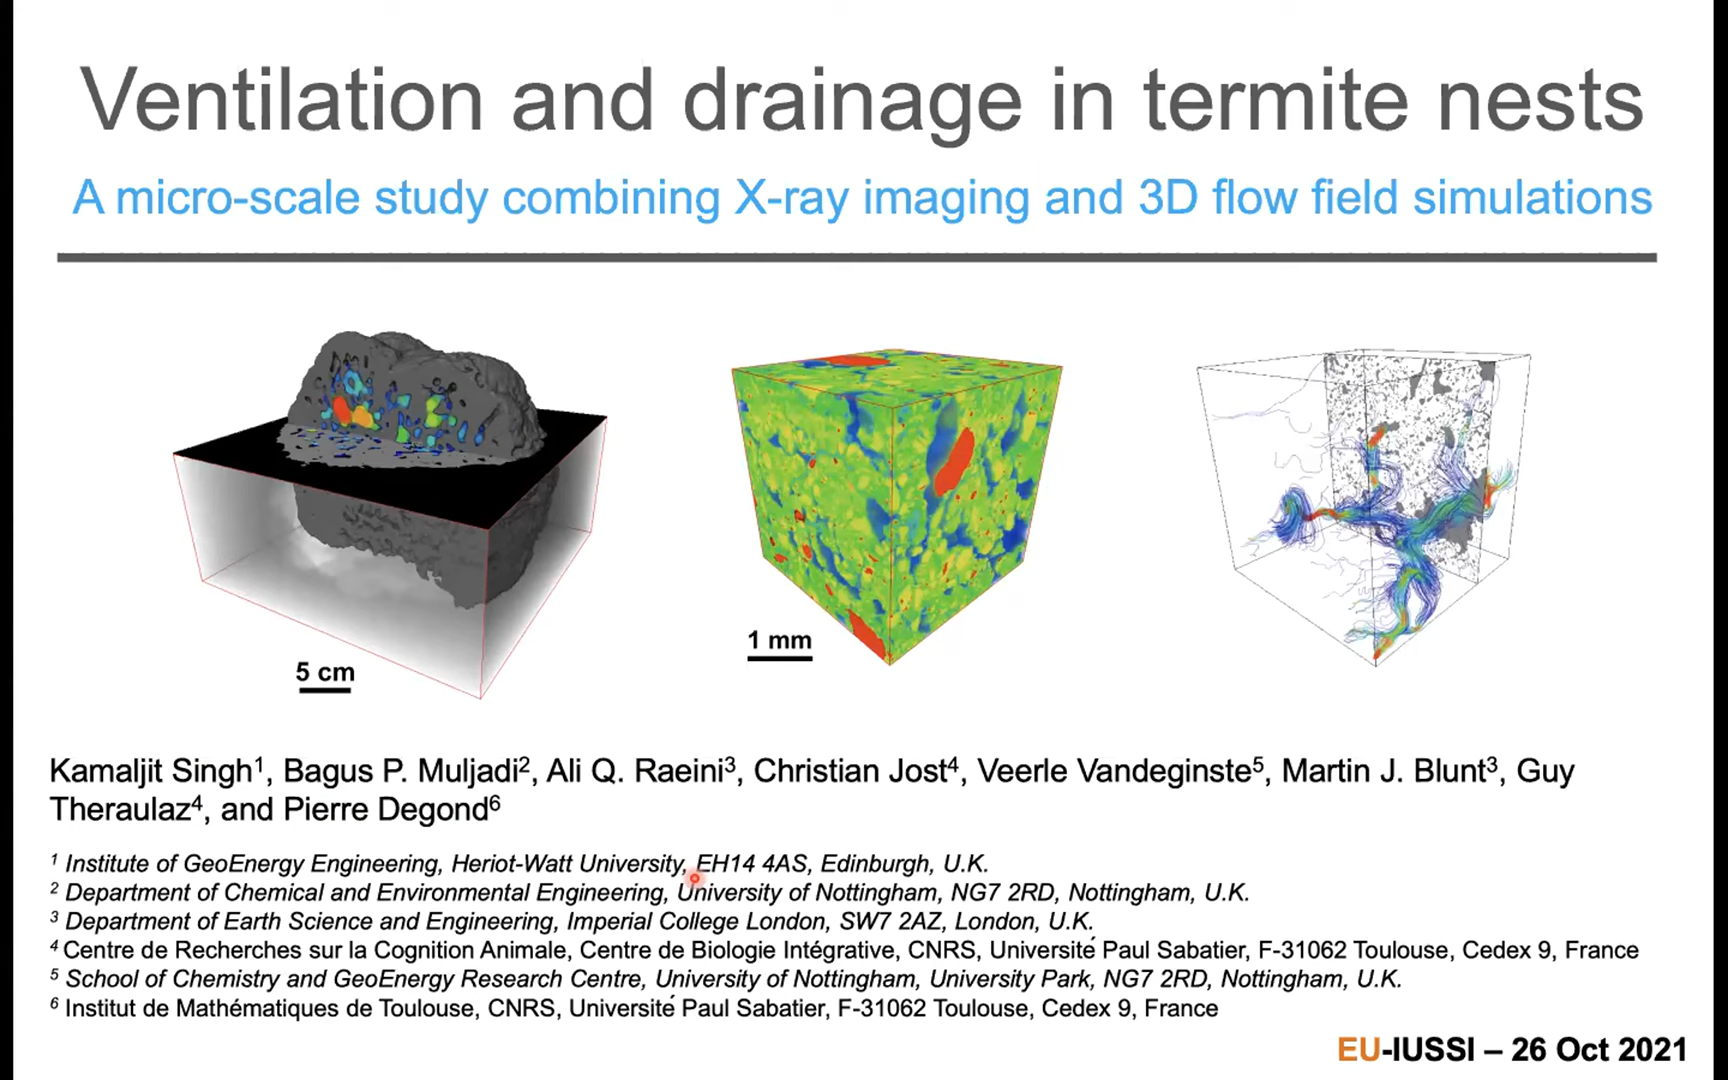 Ventilation and drainage in termite nests
A micro-scale study combining X-ray imaging and 3D flow field simulations
5 cm
1 mm
Kamaljit Singh¹, Bagus P. Muljadi², Ali Q. Raeini³, Christian Jost⁴, Veerle Vandeginste⁵, Martin J. Blunt³, Guy
Theraulaz⁴, and Pierre Degond⁶
¹ Institute of GeoEnergy Engineering, Heriot-Watt University, EH14 4AS, Edinburgh, U.K.
² Department of Chemical and Environmental Engineering, University of Nottingham, NG7 2RD, Nottingham, U.K.
³ Department of Earth Science and Engineering, Imperial College London, SW7 2AZ, London, U.K.
⁴ Centre de Recherches sur la Cognition Animale, Centre de Biologie Intégrative, CNRS, Université Paul Sabatier, F-31062 Toulouse, Cedex 9, France
⁵ School of Chemistry and GeoEnergy Research Centre, University of Nottingham, University Park, NG7 2RD, Nottingham, U.K.
⁶ Institut de Mathématiques de Toulouse, CNRS, Université Paul Sabatier, F-31062 Toulouse, Cedex 9, France
EU-IUSSI – 26 Oct 2021